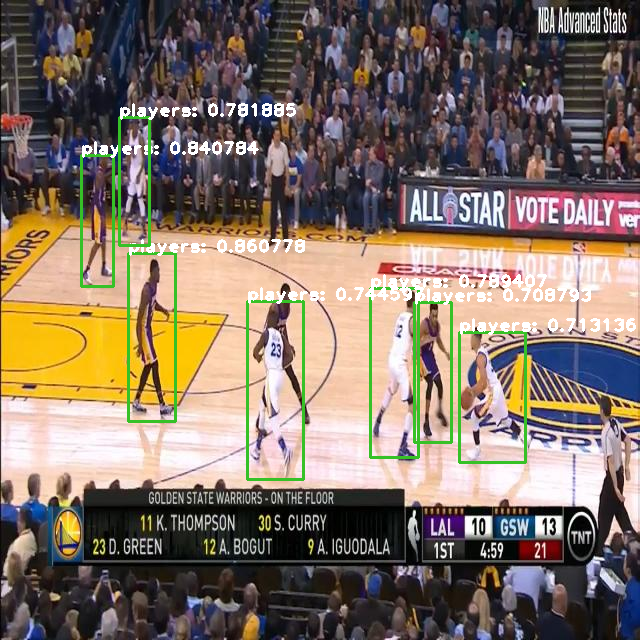 NBA Advanced Stats
players: 0.781885
players: 0.840784
ALL STAR VOTE DAILY
WARRIORS
players: 0.860778
players: 0.789407
players: 0.744596
players: 0.708793
players: 0.713136
23
GOLDEN STATE WARRIORS - ON THE FLOOR
11 K. THOMPSON 30 S. CURRY
23 D. GREEN 12 A. BOGUT 9 A. IGUODALA
LAL 10 GSW 13
1ST 4:59 21
TNT